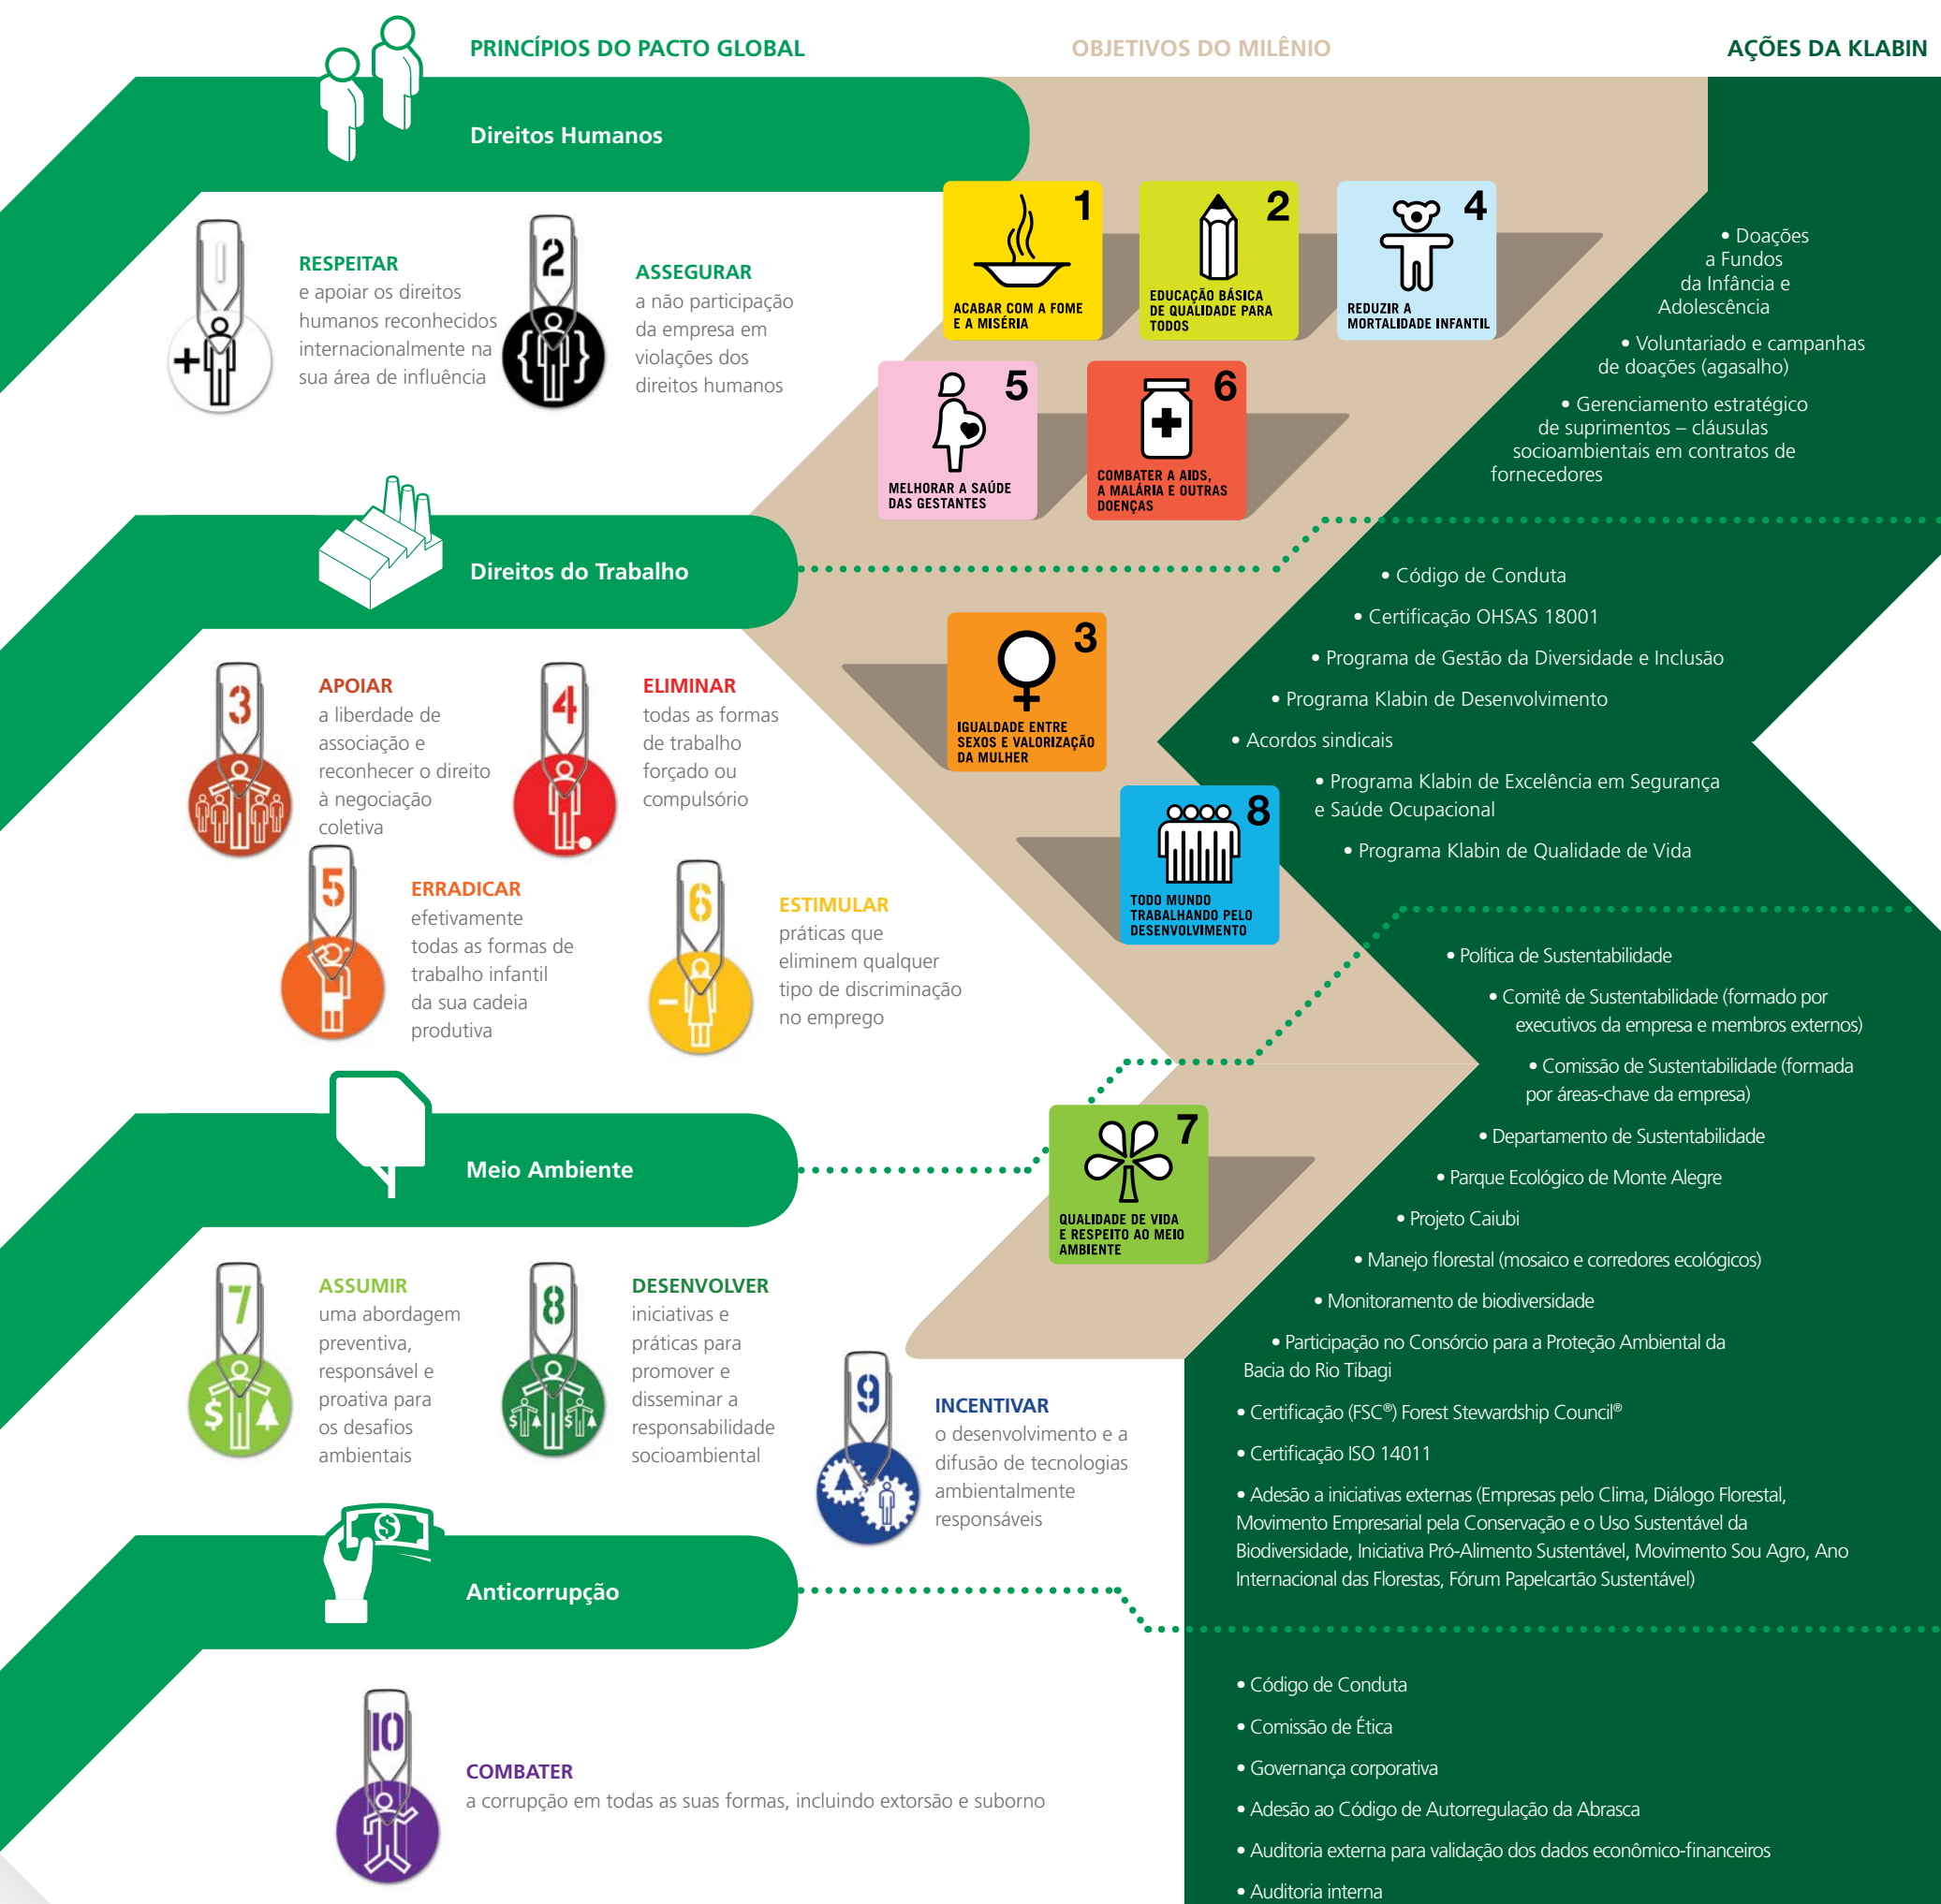 PRINCÍPIOS DO PACTO GLOBAL
OBJETIVOS DO MILÊNIO
AÇÕES DA KLABIN
Direitos Humanos
1
RESPEITAR
e apoiar os direitos
humanos reconhecidos
internacionalmente na
sua área de influência
2
ASSEGURAR
a não participação
da empresa em
violações dos
direitos humanos
1
ACABAR COM A FOME
E A MISÉRIA
2
EDUCAÇÃO BÁSICA
DE QUALIDADE PARA
TODOS
4
REDUZIR A
MORTALIDADE INFANTIL
5
MELHORAR A SAÚDE
DAS GESTANTES
6
COMBATER A AIDS,
A MALÁRIA E OUTRAS
DOENÇAS
• Doações
a Fundos
da Infância e
Adolescência
• Voluntariado e campanhas
de doações (agasalho)
• Gerenciamento estratégico
de suprimentos – cláusulas
socioambientais em contratos de
fornecedores
Direitos do Trabalho
3
APOIAR
a liberdade de
associação e
reconhecer o direito
à negociação
coletiva
4
ELIMINAR
todas as formas
de trabalho
forçado ou
compulsório
5
ERRADICAR
efetivamente
todas as formas de
trabalho infantil
da sua cadeia
produtiva
6
ESTIMULAR
práticas que
eliminem qualquer
tipo de discriminação
no emprego
3
IGUALDADE ENTRE
SEXOS E VALORIZAÇÃO
DA MULHER
8
TODO MUNDO
TRABALHANDO PELO
DESENVOLVIMENTO
• Código de Conduta
• Certificação OHSAS 18001
• Programa de Gestão da Diversidade e Inclusão
• Programa Klabin de Desenvolvimento
• Acordos sindicais
• Programa Klabin de Excelência em Segurança
e Saúde Ocupacional
• Programa Klabin de Qualidade de Vida
Meio Ambiente
7
ASSUMIR
uma abordagem
preventiva,
responsável e
proativa para
os desafios
ambientais
$
8
DESENVOLVER
iniciativas e
práticas para
promover e
disseminar a
responsabilidade
socioambiental
$ $
9
INCENTIVAR
o desenvolvimento e a
difusão de tecnologias
ambientalmente
responsáveis
7
QUALIDADE DE VIDA
E RESPEITO AO MEIO
AMBIENTE
• Política de Sustentabilidade
• Comitê de Sustentabilidade (formado por
executivos da empresa e membros externos)
• Comissão de Sustentabilidade (formada
por áreas-chave da empresa)
• Departamento de Sustentabilidade
• Parque Ecológico de Monte Alegre
• Projeto Caiubi
• Manejo florestal (mosaico e corredores ecológicos)
• Monitoramento de biodiversidade
• Participação no Consórcio para a Proteção Ambiental da
Bacia do Rio Tibagi
• Certificação (FSC®) Forest Stewardship Council®
• Certificação ISO 14011
• Adesão a iniciativas externas (Empresas pelo Clima, Diálogo Florestal,
Movimento Empresarial pela Conservação e o Uso Sustentável da
Biodiversidade, Iniciativa Pró-Alimento Sustentável, Movimento Sou Agro, Ano
Internacional das Florestas, Fórum Papelcartão Sustentável)
$
Anticorrupção
10
COMBATER
a corrupção em todas as suas formas, incluindo extorsão e suborno
• Código de Conduta
• Comissão de Ética
• Governança corporativa
• Adesão ao Código de Autorregulação da Abrasca
• Auditoria externa para validação dos dados econômico-financeiros
• Auditoria interna